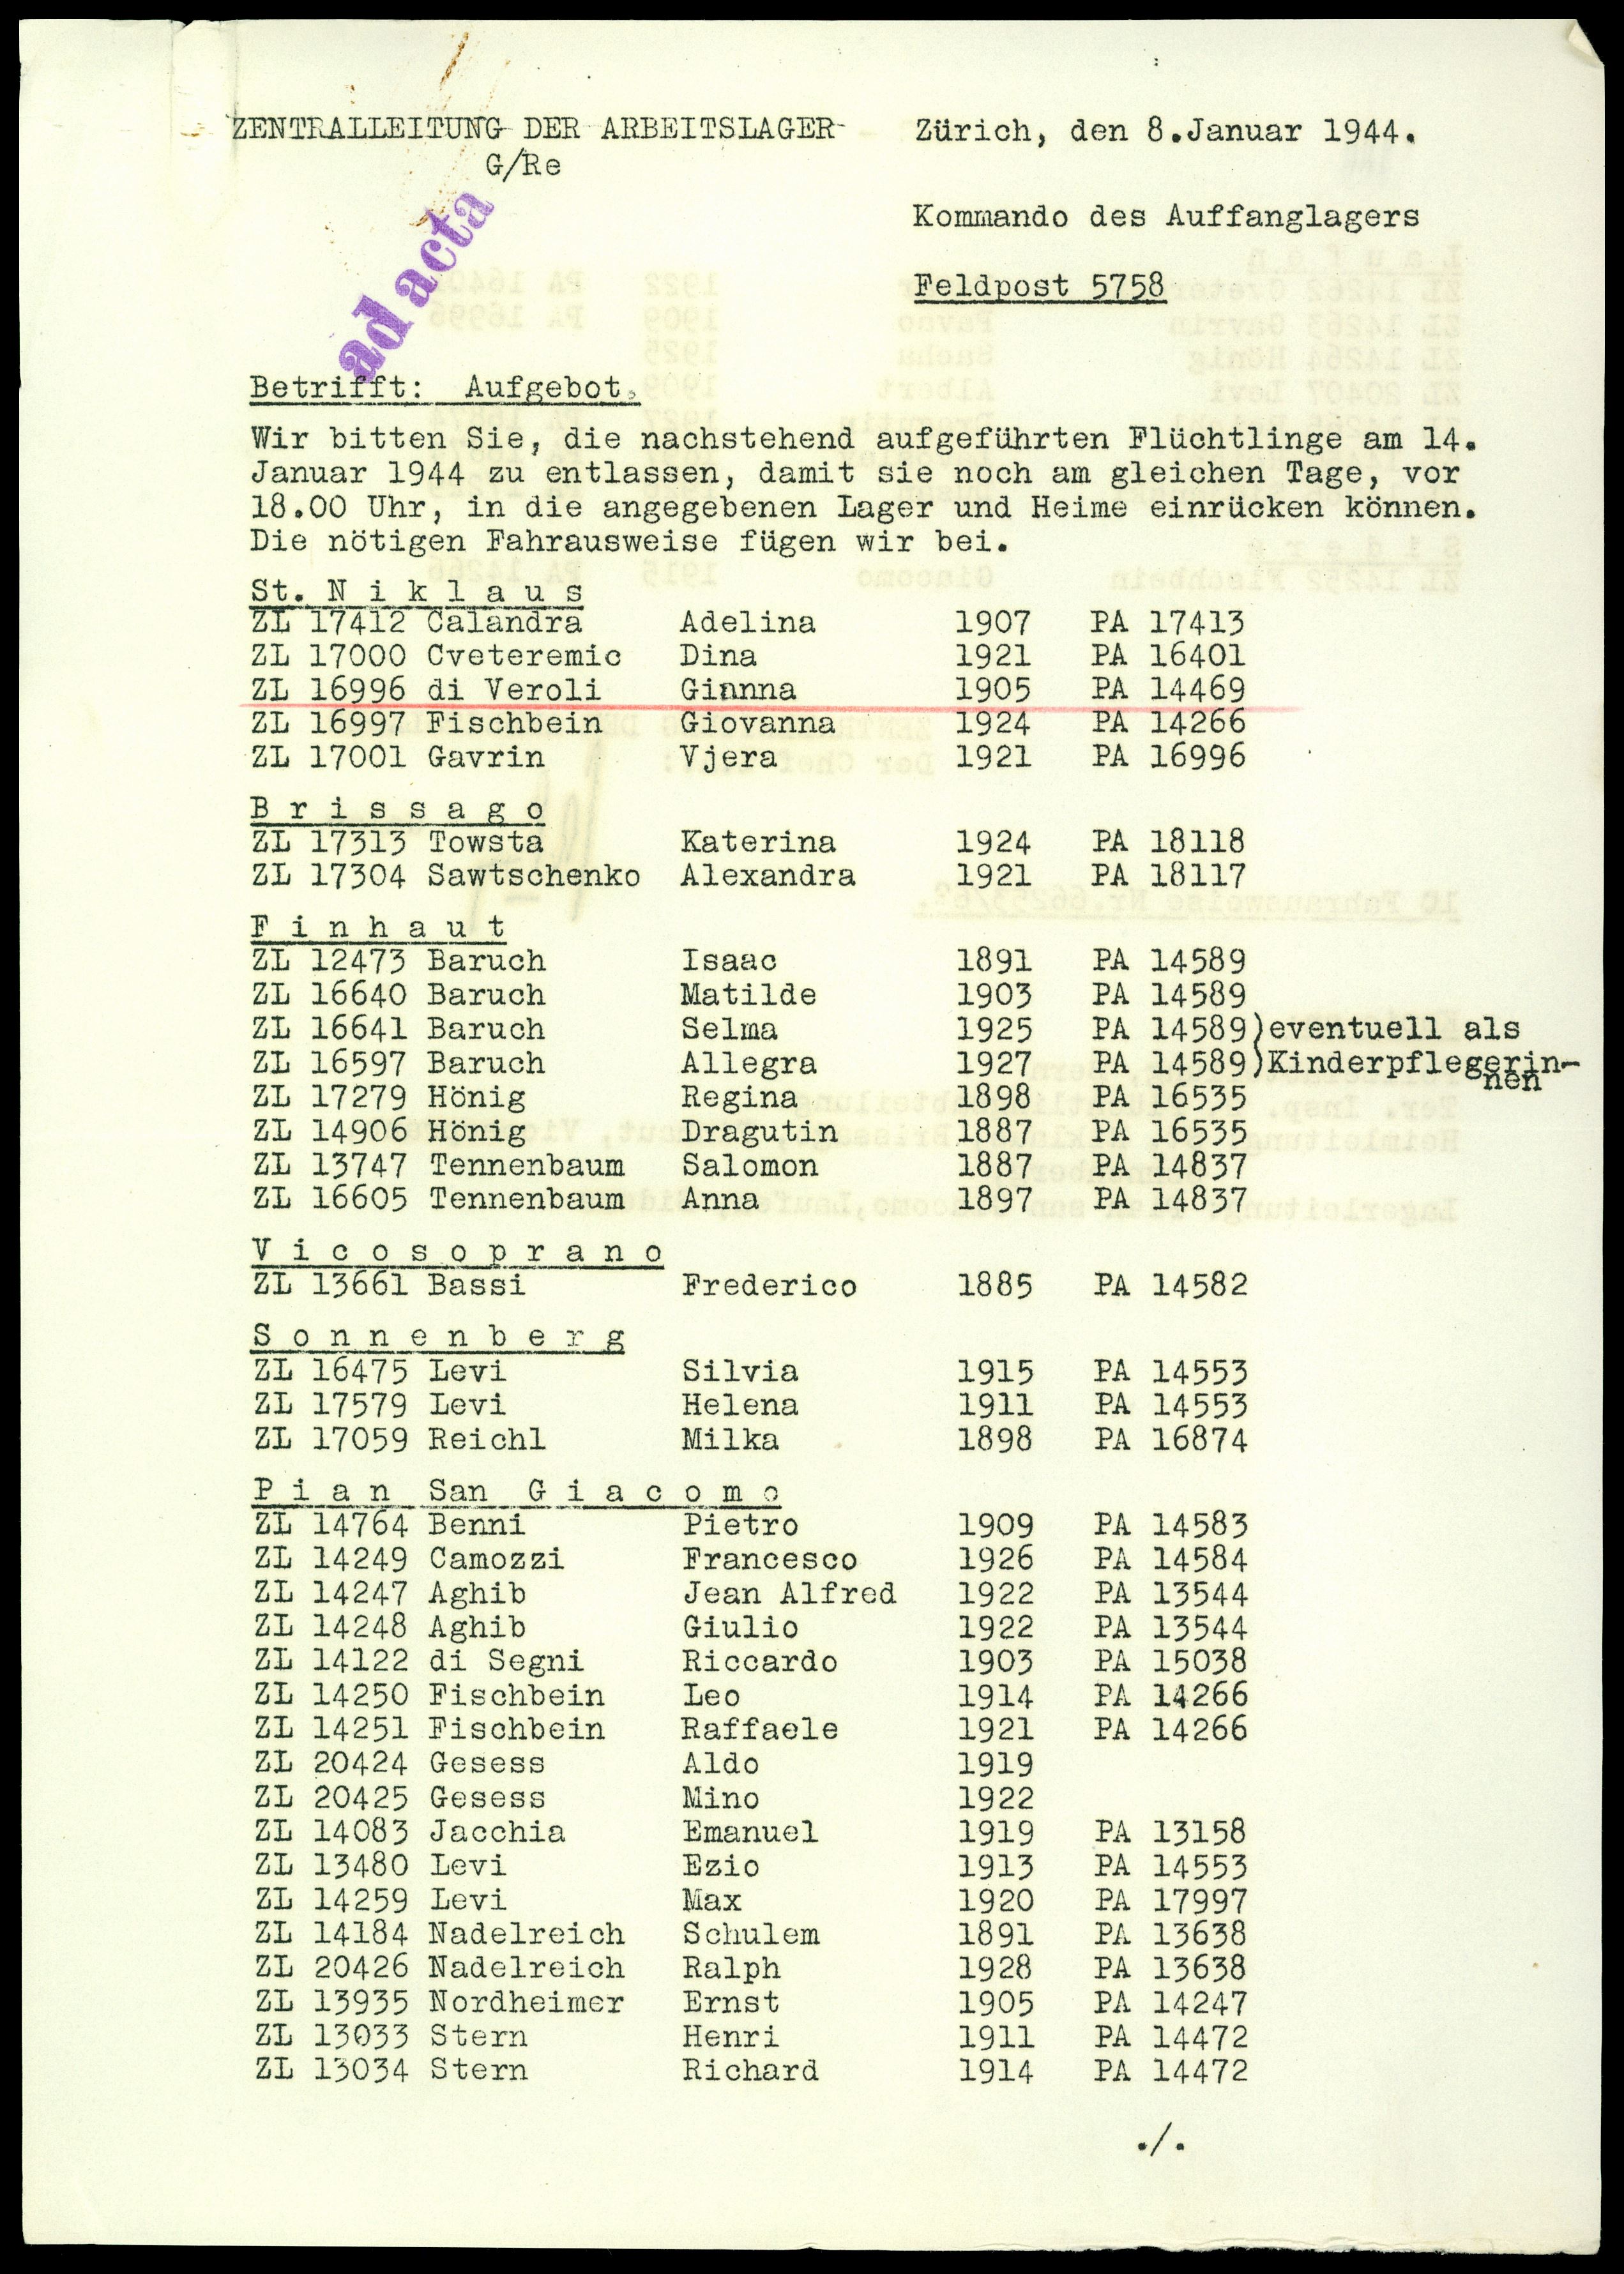 ZENTRALLEITUNG DER ARBEITSLAGER Zürich, den 8.Januar 1944.
G/Re
ad acta
Kommando des Auffanglagers
Feldpost 5758
Betrifft: Aufgebot.
Wir bitten Sie, die nachstehend aufgeführten Flüchtlinge am 14.
Januar 1944 zu entlassen, damit sie noch am gleichen Tage, vor
18.00 Uhr, in die angegebenen Lager und Heime einrücken können.
Die nötigen Fahrausweise fügen wir bei.
St. N i k l a u s
ZL 17412 Calandra Adelina 1907 PA 17413
ZL 17000 Cveteremic Dina 1921 PA 16401
ZL 16996 di Veroli Giannna 1905 PA 14469
ZL 16997 Fischbein Giovanna 1924 PA 14266
ZL 17001 Gavrin Vjera 1921 PA 16996
B r i s s a g o
ZL 17313 Towsta Katerina 1924 PA 18118
ZL 17304 Sawtschenko Alexandra 1921 PA 18117
F i n h a u t
ZL 12473 Baruch Isaac 1891 PA 14589
ZL 16640 Baruch Matilde 1903 PA 14589
ZL 16641 Baruch Selma 1925 PA 14589)eventuell als
ZL 16597 Baruch Allegra 1927 PA 14589)Kinderpflegerin-
nen
ZL 17279 Hönig Regina 1898 PA 16535
ZL 14906 Hönig Dragutin 1887 PA 16535
ZL 13747 Tennenbaum Salomon 1887 PA 14837
ZL 16605 Tennenbaum Anna 1897 PA 14837
V i c o s o p r a n o
ZL 13661 Bassi Frederico 1885 PA 14582
S o n n e n b e r g
ZL 16475 Levi Silvia 1915 PA 14553
ZL 17579 Levi Helena 1911 PA 14553
ZL 17059 Reichl Milka 1898 PA 16874
P i a n San G i a c o m o
ZL 14764 Benni Pietro 1909 PA 14583
ZL 14249 Camozzi Francesco 1926 PA 14584
ZL 14247 Aghib Jean Alfred 1922 PA 13544
ZL 14248 Aghib Giulio 1922 PA 13544
ZL 14122 di Segni Riccardo 1903 PA 15038
ZL 14250 Fischbein Leo 1914 PA 14266
ZL 14251 Fischbein Raffaele 1921 PA 14266
ZL 20424 Gesess Aldo 1919
ZL 20425 Gesess Mino 1922
ZL 14083 Jacchia Emanuel 1919 PA 13158
ZL 13480 Levi Ezio 1913 PA 14553
ZL 14259 Levi Max 1920 PA 17997
ZL 14184 Nadelreich Schulem 1891 PA 13638
ZL 20426 Nadelreich Ralph 1928 PA 13638
ZL 13935 Nordheimer Ernst 1905 PA 14247
ZL 13033 Stern Henri 1911 PA 14472
ZL 13034 Stern Richard 1914 PA 14472
./.